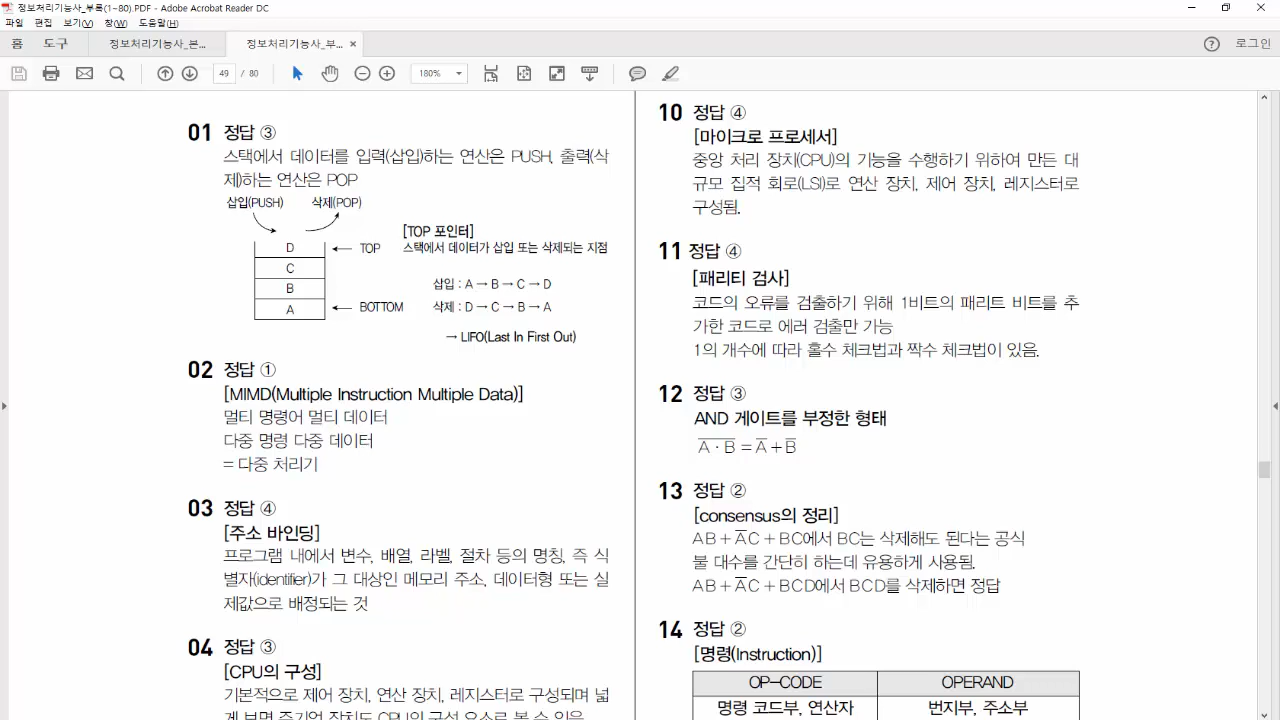 정보처리기능사_부록(1~80).PDF - Adobe Acrobat Reader DC
파일 편집 보기(V) 창(W) 도움말(H)
홈 도구 정보처리기능사_본... 정보처리기능사_부... × 로그인
49 / 80 180%
01 정답 ③
스택에서 데이터를 입력(삽입)하는 연산은 PUSH, 출력(삭
제)하는 연산은 POP
삽입(PUSH) 삭제(POP)
[TOP 포인터]
D ← TOP 스택에서 데이터가 삽입 또는 삭제되는 지점
C
삽입 : A → B → C → D
B
A ← BOTTOM 삭제 : D → C → B → A
→ LIFO(Last In First Out)
02 정답 ①
[MIMD(Multiple Instruction Multiple Data)]
멀티 명령어 멀티 데이터
다중 명령 다중 데이터
= 다중 처리기
03 정답 ④
[주소 바인딩]
프로그램 내에서 변수, 배열, 라벨, 절차 등의 명칭, 즉 식
별자(identifier)가 그 대상인 메모리 주소, 데이터형 또는 실
제값으로 배정되는 것
04 정답 ③
[CPU의 구성]
기본적으로 제어 장치, 연산 장치, 레지스터로 구성되며 넓
게 보면 주기억 장치도 CPU의 구성 요소로 볼 수 있음
10 정답 ④
[마이크로 프로세서]
중앙 처리 장치(CPU)의 기능을 수행하기 위하여 만든 대
규모 집적 회로(LSI)로 연산 장치, 제어 장치, 레지스터로
구성됨.
11 정답 ④
[패리티 검사]
코드의 오류를 검출하기 위해 1비트의 패리트 비트를 추
가한 코드로 에러 검출만 가능
1의 개수에 따라 홀수 체크법과 짝수 체크법이 있음.
12 정답 ③
AND 게이트를 부정한 형태
A̅ ̅·̅ ̅B̅ = A̅ + B̅
13 정답 ②
[consensus의 정리]
AB + A̅C + BC에서 BC는 삭제해도 된다는 공식
불 대수를 간단히 하는데 유용하게 사용됨.
AB + A̅C + BCD에서 BCD를 삭제하면 정답
14 정답 ②
[명령(Instruction)]
OP-CODE OPERAND
명령 코드부, 연산자 번지부, 주소부